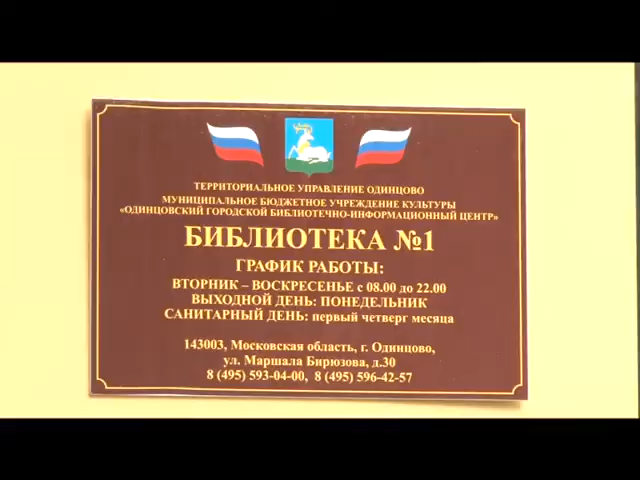 ТЕРРИТОРИАЛЬНОЕ УПРАВЛЕНИЕ ОДИНЦОВО
МУНИЦИПАЛЬНОЕ БЮДЖЕТНОЕ УЧРЕЖДЕНИЕ КУЛЬТУРЫ
«ОДИНЦОВСКИЙ ГОРОДСКОЙ БИБЛИОТЕЧНО-ИНФОРМАЦИОННЫЙ ЦЕНТР»
БИБЛИОТЕКА №1
ГРАФИК РАБОТЫ:
ВТОРНИК – ВОСКРЕСЕНЬЕ с 08.00 до 22.00
ВЫХОДНОЙ ДЕНЬ: ПОНЕДЕЛЬНИК
САНИТАРНЫЙ ДЕНЬ: первый четверг месяца
143003, Московская область, г. Одинцово,
ул. Маршала Бирюзова, д.30
8 (495) 593-04-00, 8 (495) 596-42-57